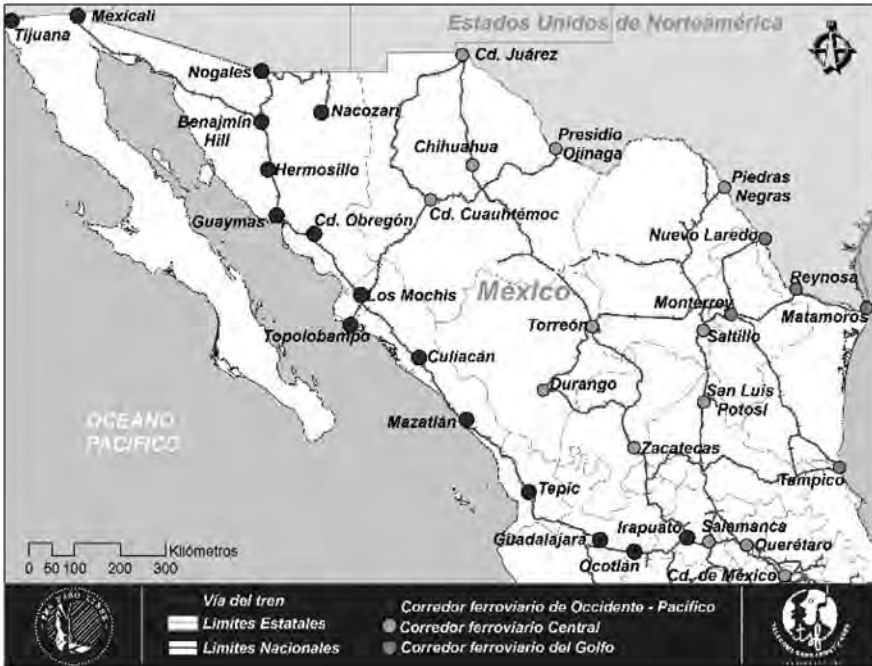 Estados Unidos de Norteamérica
Mexicali
Tijuana
Cd. Juárez
Nogales
Nacozari
Benajmín
Hill
Chihuahua
Presidio
Ojinaga
Hermosillo
Piedras
Negras
Guaymas
Cd. Obregón
Cd. Cuauhtémoc
Nuevo Laredo
Los Mochis
México
Reynosa
Monterrey
Matamoros
Topolobampo
Torreón
Saltillo
Culiacán
Durango
San Luis
Potosí
OCEANO
PACIFICO
Mazatlán
Zacatecas
Tampico
Tepic
Irapuato
Salamanca
Guadalajara
Querétaro
Ocotlán
Cd. de México
0 50 100 200 300 Kilómetros
Vía del tren
Limites Estatales
Limites Nacionales
Corredor ferroviario de Occidente - Pacífico
Corredor ferroviario Central
Corredor ferroviario del Golfo